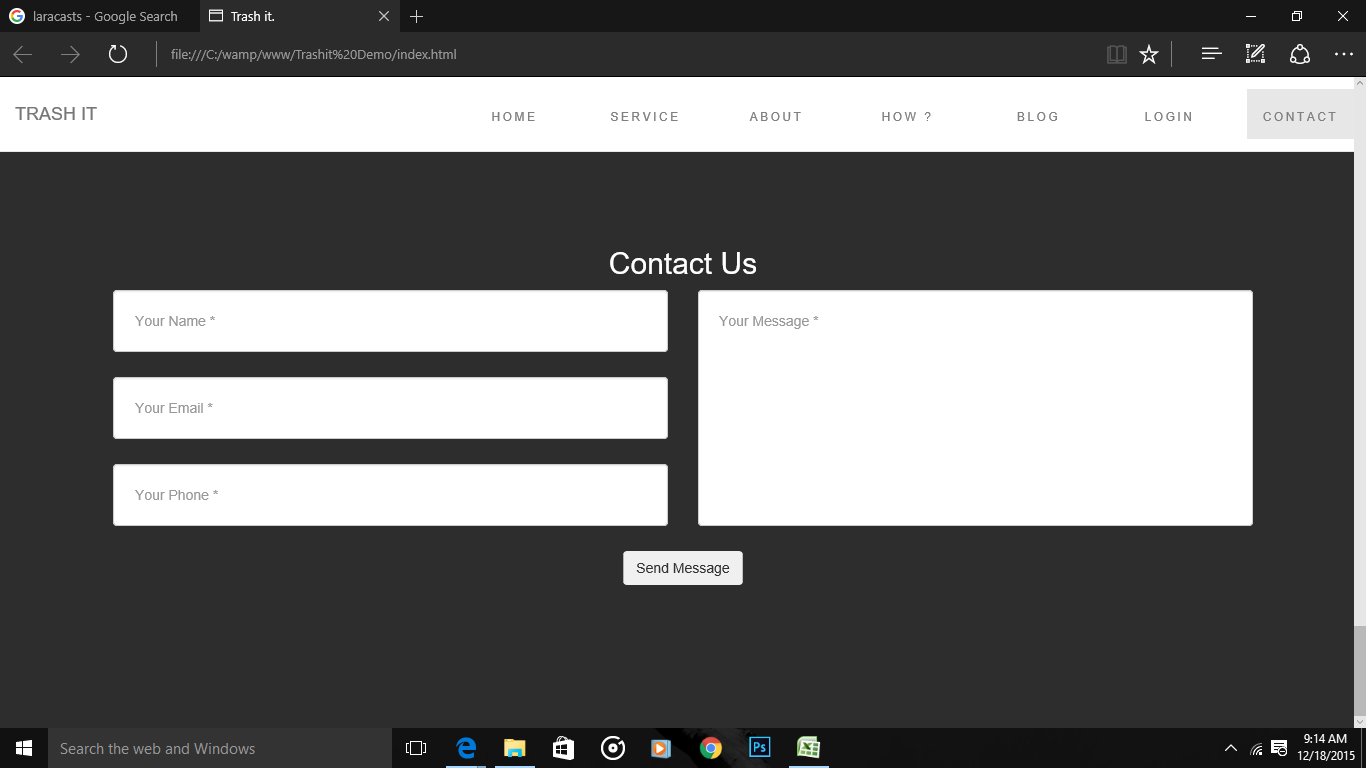 laracasts - Google Search
Trash it.
file:///C:/wamp/www/Trashit%20Demo/index.html
TRASH IT
HOME SERVICE ABOUT HOW ? BLOG LOGIN CONTACT
Contact Us
Your Name *
Your Message *
Your Email *
Your Phone *
Send Message
Search the web and Windows
Ps
9:14 AM
12/18/2015